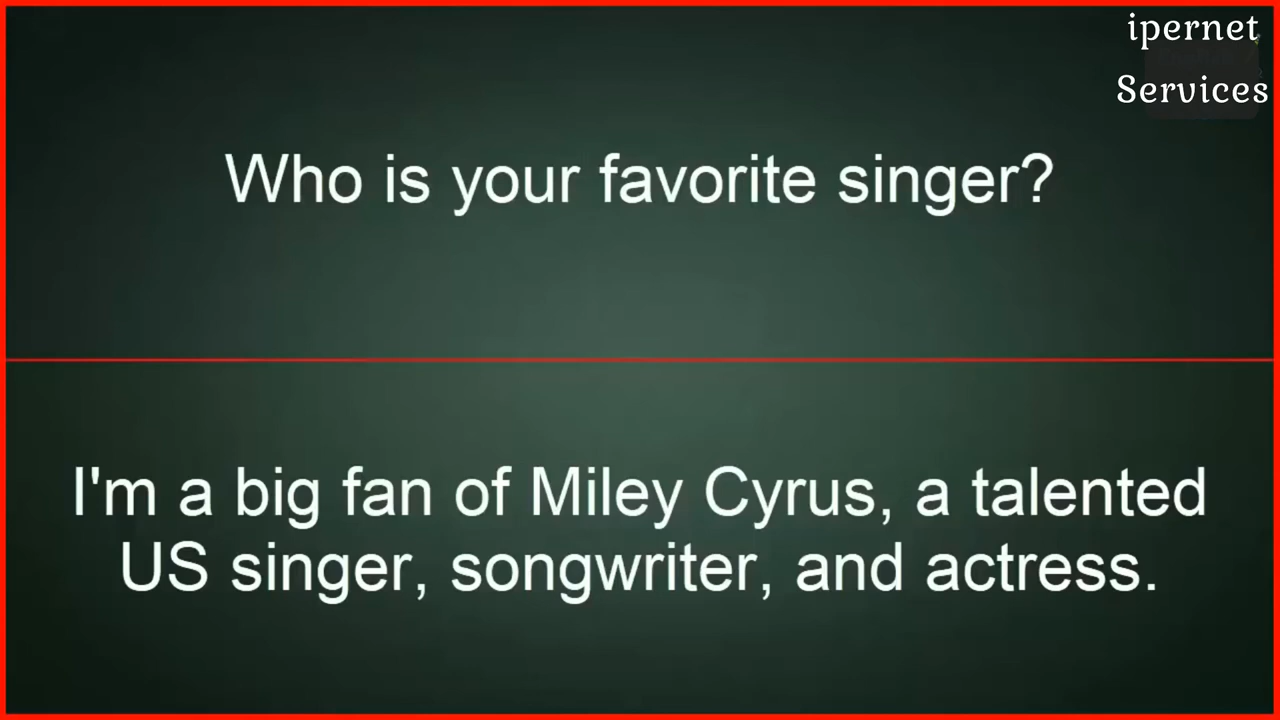 ipernet
Services
Who is your favorite singer?
I'm a big fan of Miley Cyrus, a talented
US singer, songwriter, and actress.